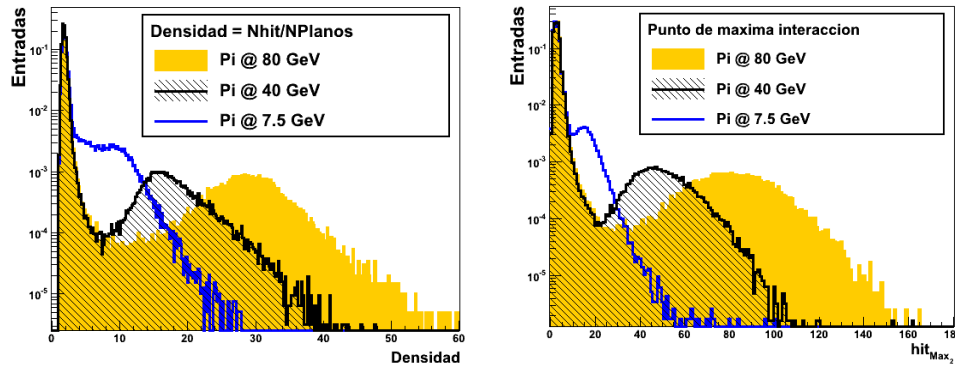 Entradas
10-1
10-2
10-3
10-4
10-5
Densidad = Nhit/NPlanos
Pi @ 80 GeV
Pi @ 40 GeV
Pi @ 7.5 GeV
0 10 20 30 40 50 60
Densidad
Entradas
10-1
10-2
10-3
10-4
10-5
Punto de maxima interaccion
Pi @ 80 GeV
Pi @ 40 GeV
Pi @ 7.5 GeV
0 20 40 60 80 100 120 140 160 180
hitMax2